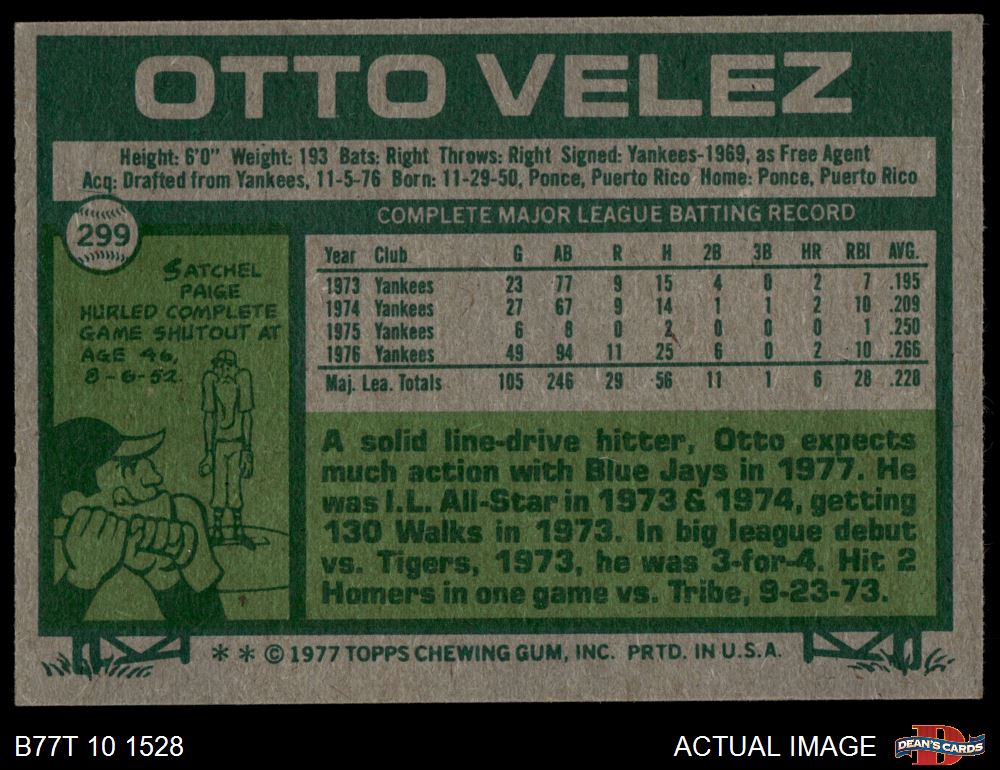 OTTO VELEZ
Height: 6'0" Weight: 193 Bats: Right Throws: Right Signed: Yankees-1969, as Free Agent
Acq: Drafted from Yankees, 11-5-76 Born: 11-29-50, Ponce, Puerto Rico Home: Ponce, Puerto Rico
299
SATCHEL
PAIGE
HURLED COMPLETE
GAME SHUTOUT AT
AGE 46,
8-6-52.
COMPLETE MAJOR LEAGUE BATTING RECORD
Year Club G AB R H 2B 3B HR RBI AVG.
1973 Yankees 23 77 9 15 4 0 2 7 .195
1974 Yankees 27 67 9 14 1 1 2 10 .209
1975 Yankees 6 8 0 2 0 0 0 1 .250
1976 Yankees 49 94 11 25 6 0 2 10 .266
Maj. Lea. Totals 105 246 29 56 11 1 6 28 .228
A solid line-drive hitter, Otto expects
much action with Blue Jays in 1977. He
was I.L. All-Star in 1973 & 1974, getting
130 Walks in 1973. In big league debut
vs. Tigers, 1973, he was 3-for-4. Hit 2
Homers in one game vs. Tribe, 9-23-73.
* * © 1977 TOPPS CHEWING GUM, INC. PRTD. IN U.S.A.
B77T 10 1528
ACTUAL IMAGE
DEAN'S CARDS